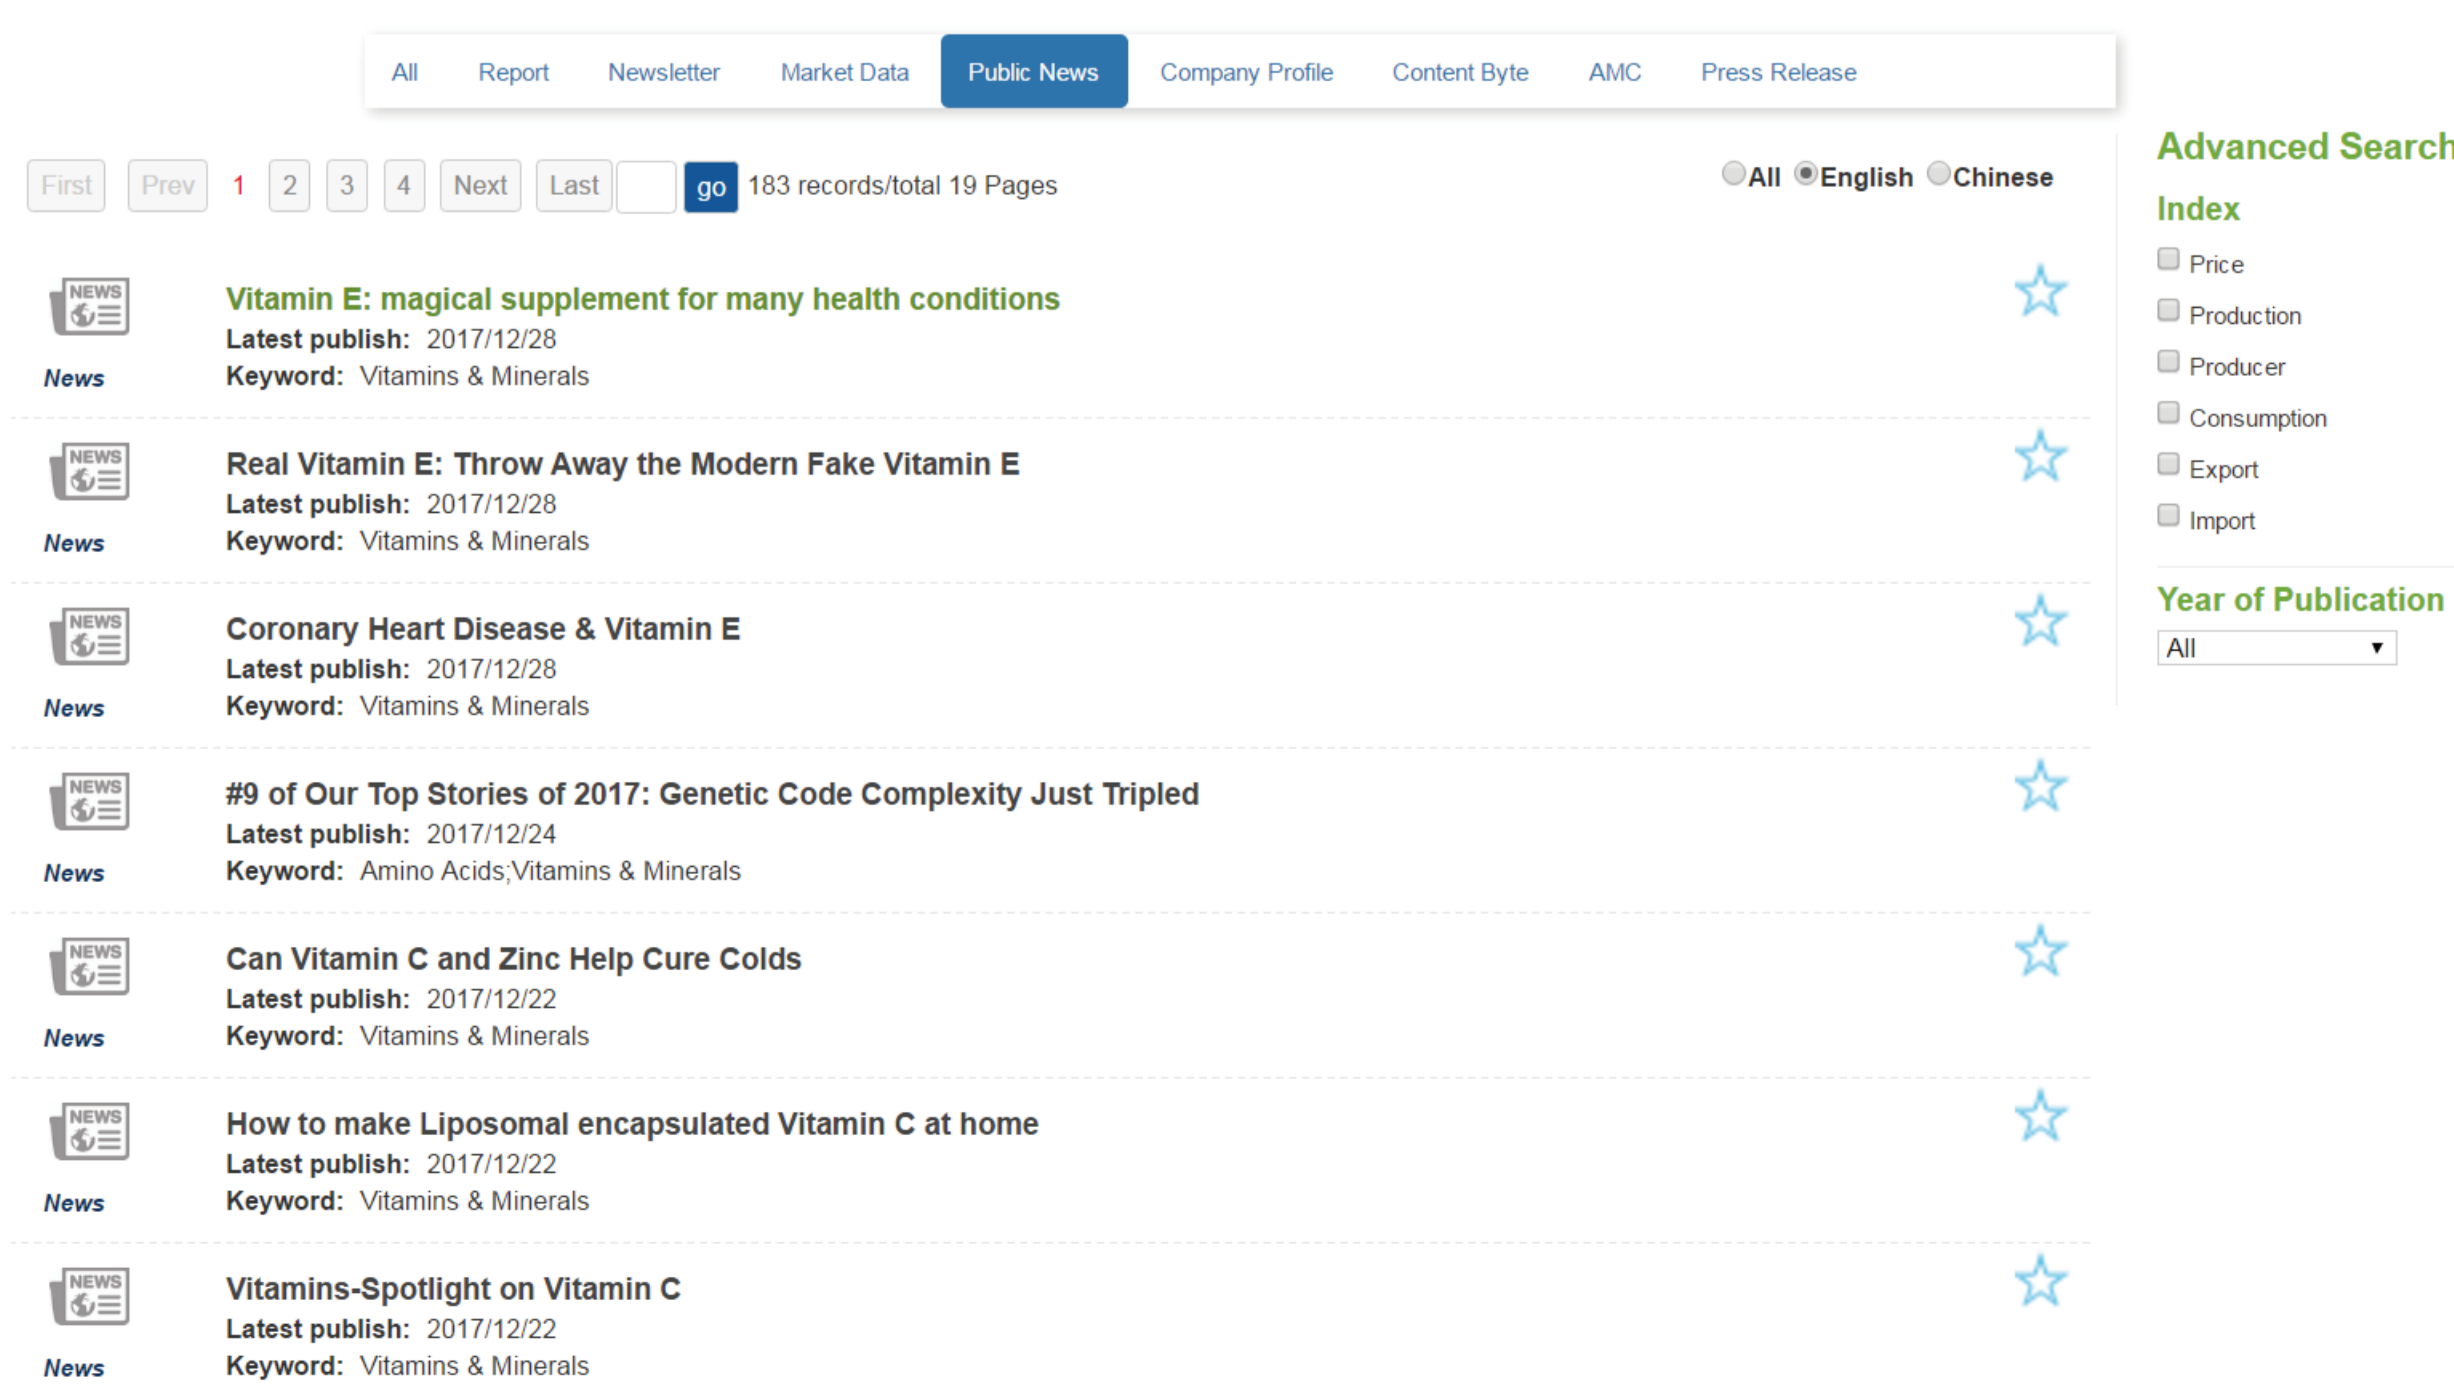 All Report Newsletter Market Data Public News Company Profile Content Byte AMC Press Release
First Prev 1 2 3 4 Next Last go 183 records/total 19 Pages
All English Chinese
NEWS
News
Vitamin E: magical supplement for many health conditions
Latest publish: 2017/12/28
Keyword: Vitamins & Minerals
NEWS
News
Real Vitamin E: Throw Away the Modern Fake Vitamin E
Latest publish: 2017/12/28
Keyword: Vitamins & Minerals
NEWS
News
Coronary Heart Disease & Vitamin E
Latest publish: 2017/12/28
Keyword: Vitamins & Minerals
NEWS
News
#9 of Our Top Stories of 2017: Genetic Code Complexity Just Tripled
Latest publish: 2017/12/24
Keyword: Amino Acids;Vitamins & Minerals
NEWS
News
Can Vitamin C and Zinc Help Cure Colds
Latest publish: 2017/12/22
Keyword: Vitamins & Minerals
NEWS
News
How to make Liposomal encapsulated Vitamin C at home
Latest publish: 2017/12/22
Keyword: Vitamins & Minerals
NEWS
News
Vitamins-Spotlight on Vitamin C
Latest publish: 2017/12/22
Keyword: Vitamins & Minerals
Advanced Search
Index
Price
Production
Producer
Consumption
Export
Import
Year of Publication
All